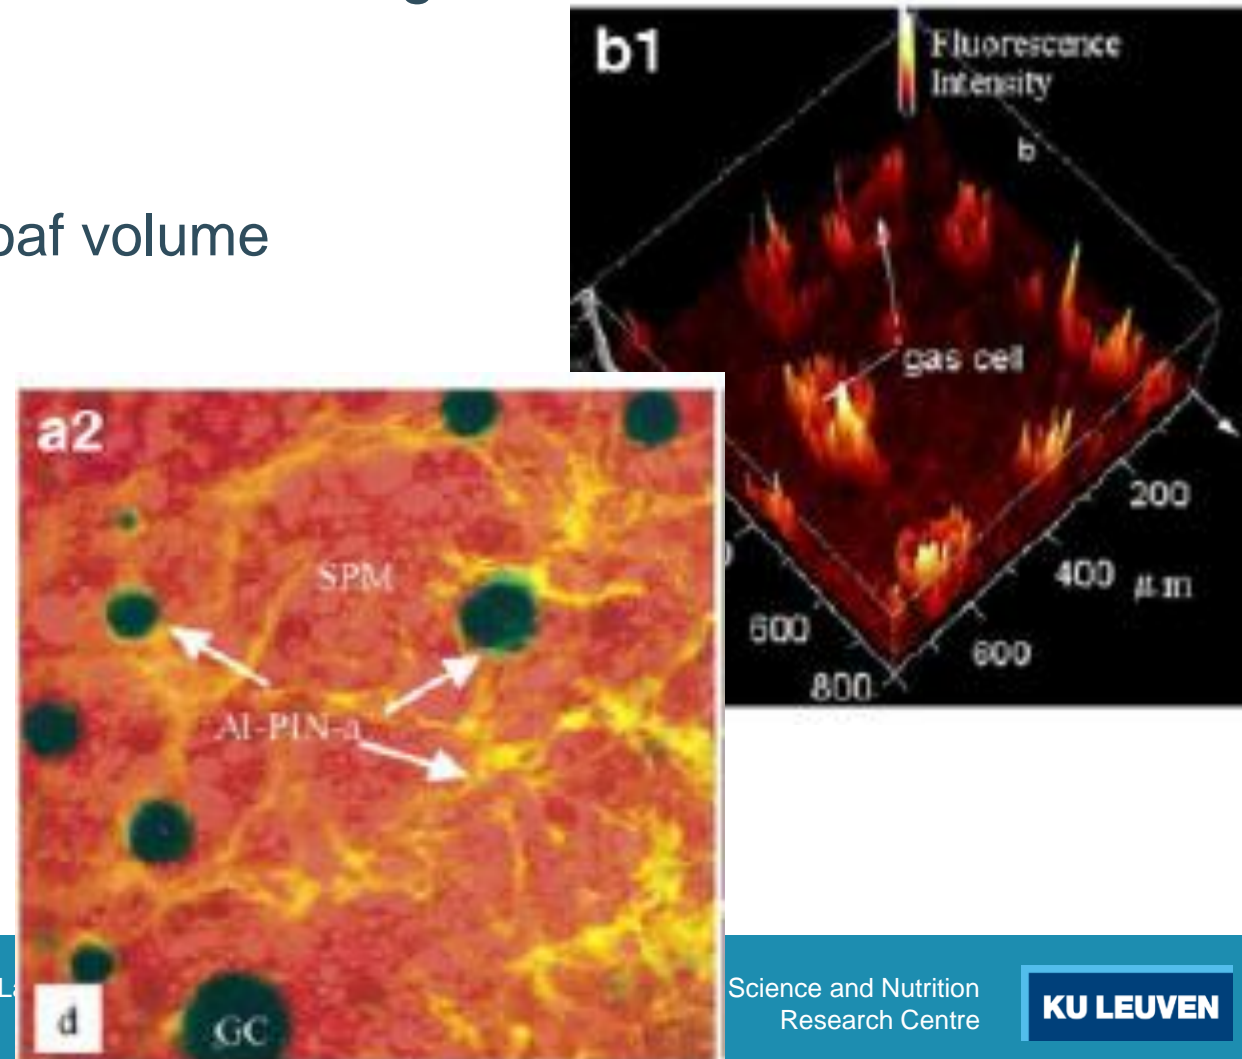 b1
Fluorescence
Intensity
b
volume
gas cell
200
400 µm
600
600
800
a2
SPM
Al-PIN-a
d
GC
Science and Nutrition
Research Centre
KU LEUVEN